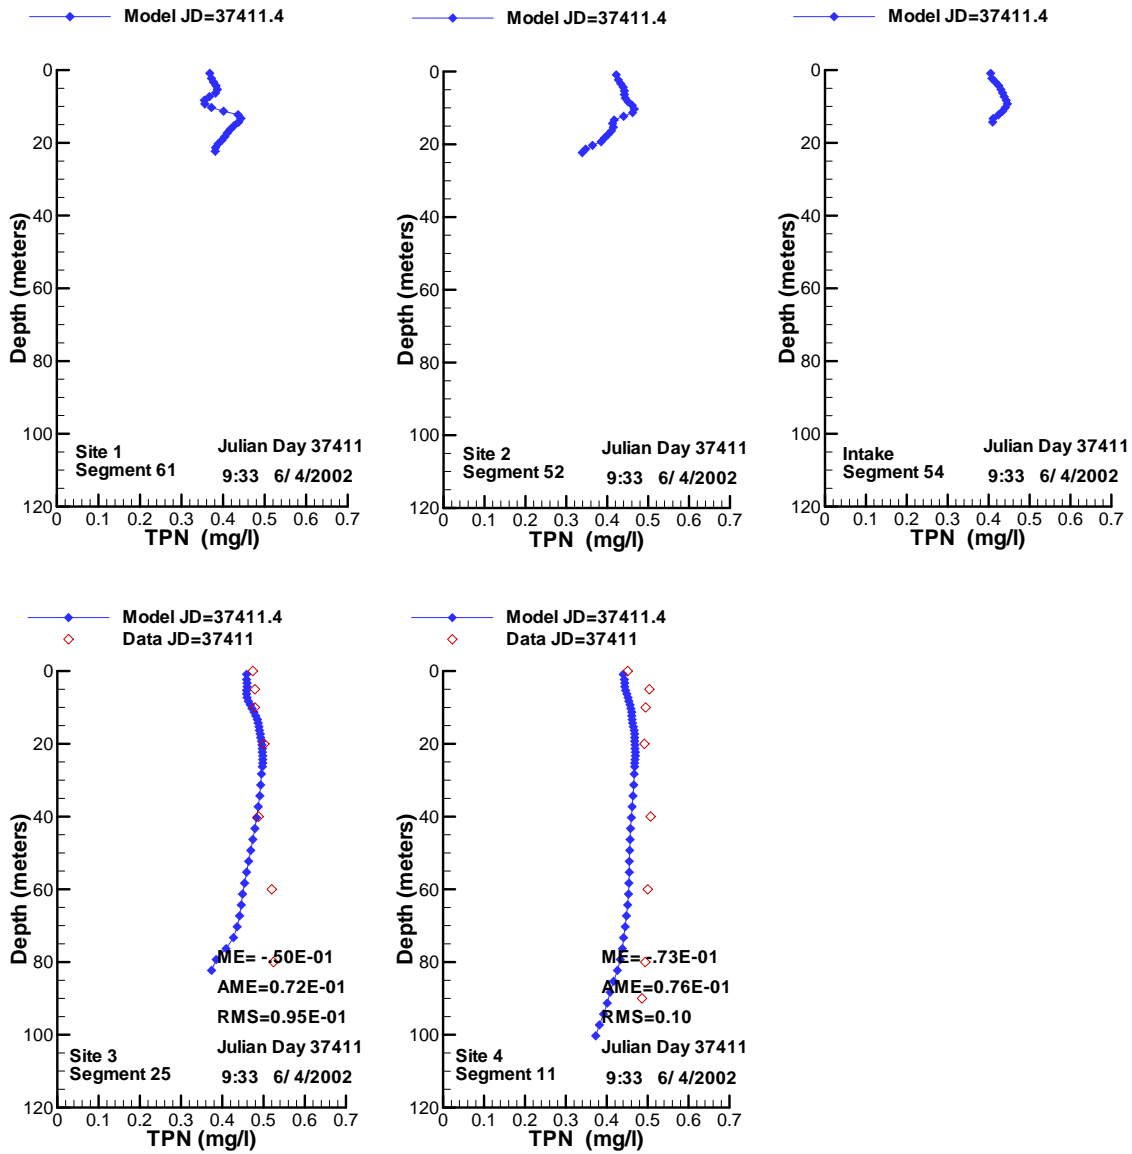 Model JD=37411.4
0
20
40
60
80
100
120
Depth (meters)
Site 1
Segment 61
Julian Day 37411
9:33 6/ 4/2002
0 0.1 0.2 0.3 0.4 0.5 0.6 0.7
TPN (mg/l)
Model JD=37411.4
0
20
40
60
80
100
120
Depth (meters)
Site 2
Segment 52
Julian Day 37411
9:33 6/ 4/2002
0 0.1 0.2 0.3 0.4 0.5 0.6 0.7
TPN (mg/l)
Model JD=37411.4
0
20
40
60
80
100
120
Depth (meters)
Intake
Segment 54
Julian Day 37411
9:33 6/ 4/2002
0 0.1 0.2 0.3 0.4 0.5 0.6 0.7
TPN (mg/l)
Model JD=37411.4
Data JD=37411
0
20
40
60
80
100
120
Depth (meters)
ME= -.50E-01
AME=0.72E-01
RMS=0.95E-01
Site 3
Segment 25
Julian Day 37411
9:33 6/ 4/2002
0 0.1 0.2 0.3 0.4 0.5 0.6 0.7
TPN (mg/l)
Model JD=37411.4
Data JD=37411
0
20
40
60
80
100
120
Depth (meters)
ME= -.73E-01
AME=0.76E-01
RMS=0.10
Site 4
Segment 11
Julian Day 37411
9:33 6/ 4/2002
0 0.1 0.2 0.3 0.4 0.5 0.6 0.7
TPN (mg/l)